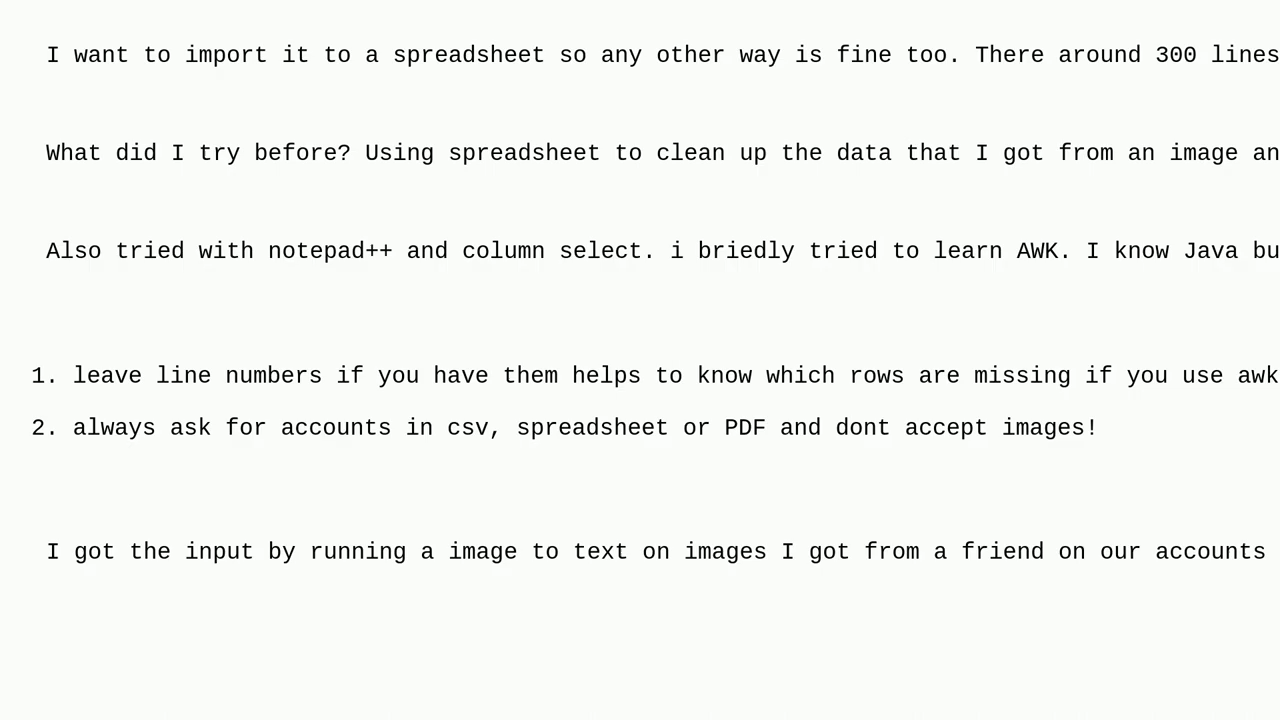 I want to import it to a spreadsheet so any other way is fine too. There around 300 lines
What did I try before? Using spreadsheet to clean up the data that I got from an image an
Also tried with notepad++ and column select. i briedly tried to learn AWK. I know Java bu
1. leave line numbers if you have them helps to know which rows are missing if you use awk
2. always ask for accounts in csv, spreadsheet or PDF and dont accept images!
I got the input by running a image to text on images I got from a friend on our accounts